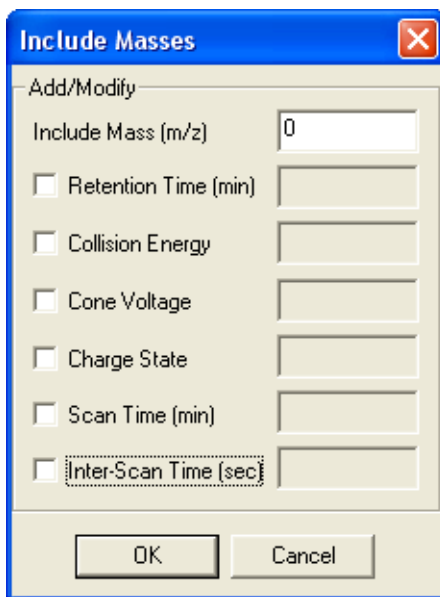 Include Masses
Add/Modify
Include Mass (m/z) 0
Retention Time (min)
Collision Energy
Cone Voltage
Charge State
Scan Time (min)
Inter-Scan Time (sec)
OK Cancel